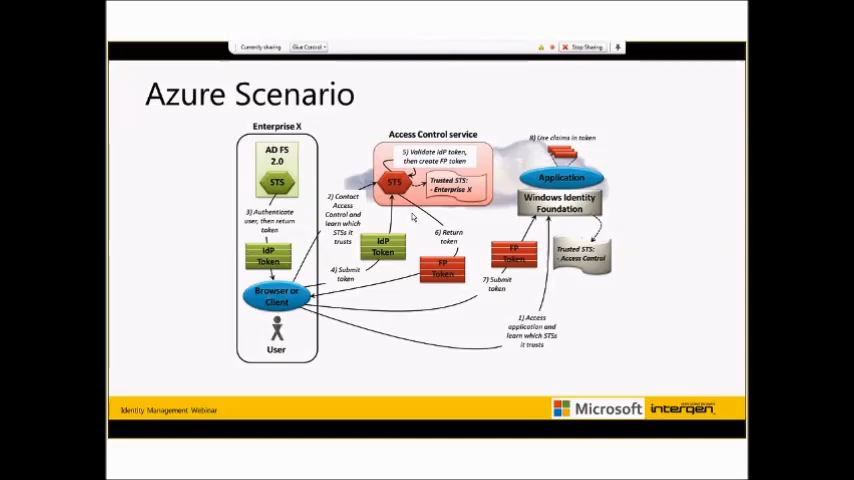 Currently sharing
Give Control
Stop Sharing
Azure Scenario
Enterprise X
AD FS
2.0
STS
3) Authenticate
user, then return
token
IdP
Token
Browser or
Client
User
2) Contact
Access
Control and
learn which
STSs it
trusts
Access Control service
5) Validate IdP token,
then create FP token
STS
Trusted STS:
- Enterprise X
IdP
Token
4) Submit
token
6) Return
token
FP
Token
7) Submit
token
FP
Token
8) Use claims in token
Application
Windows Identity
Foundation
Trusted STS:
- Access Control
1) Access
application and
learn which STSs
it trusts
Identity Management Webinar
Microsoft
intergen